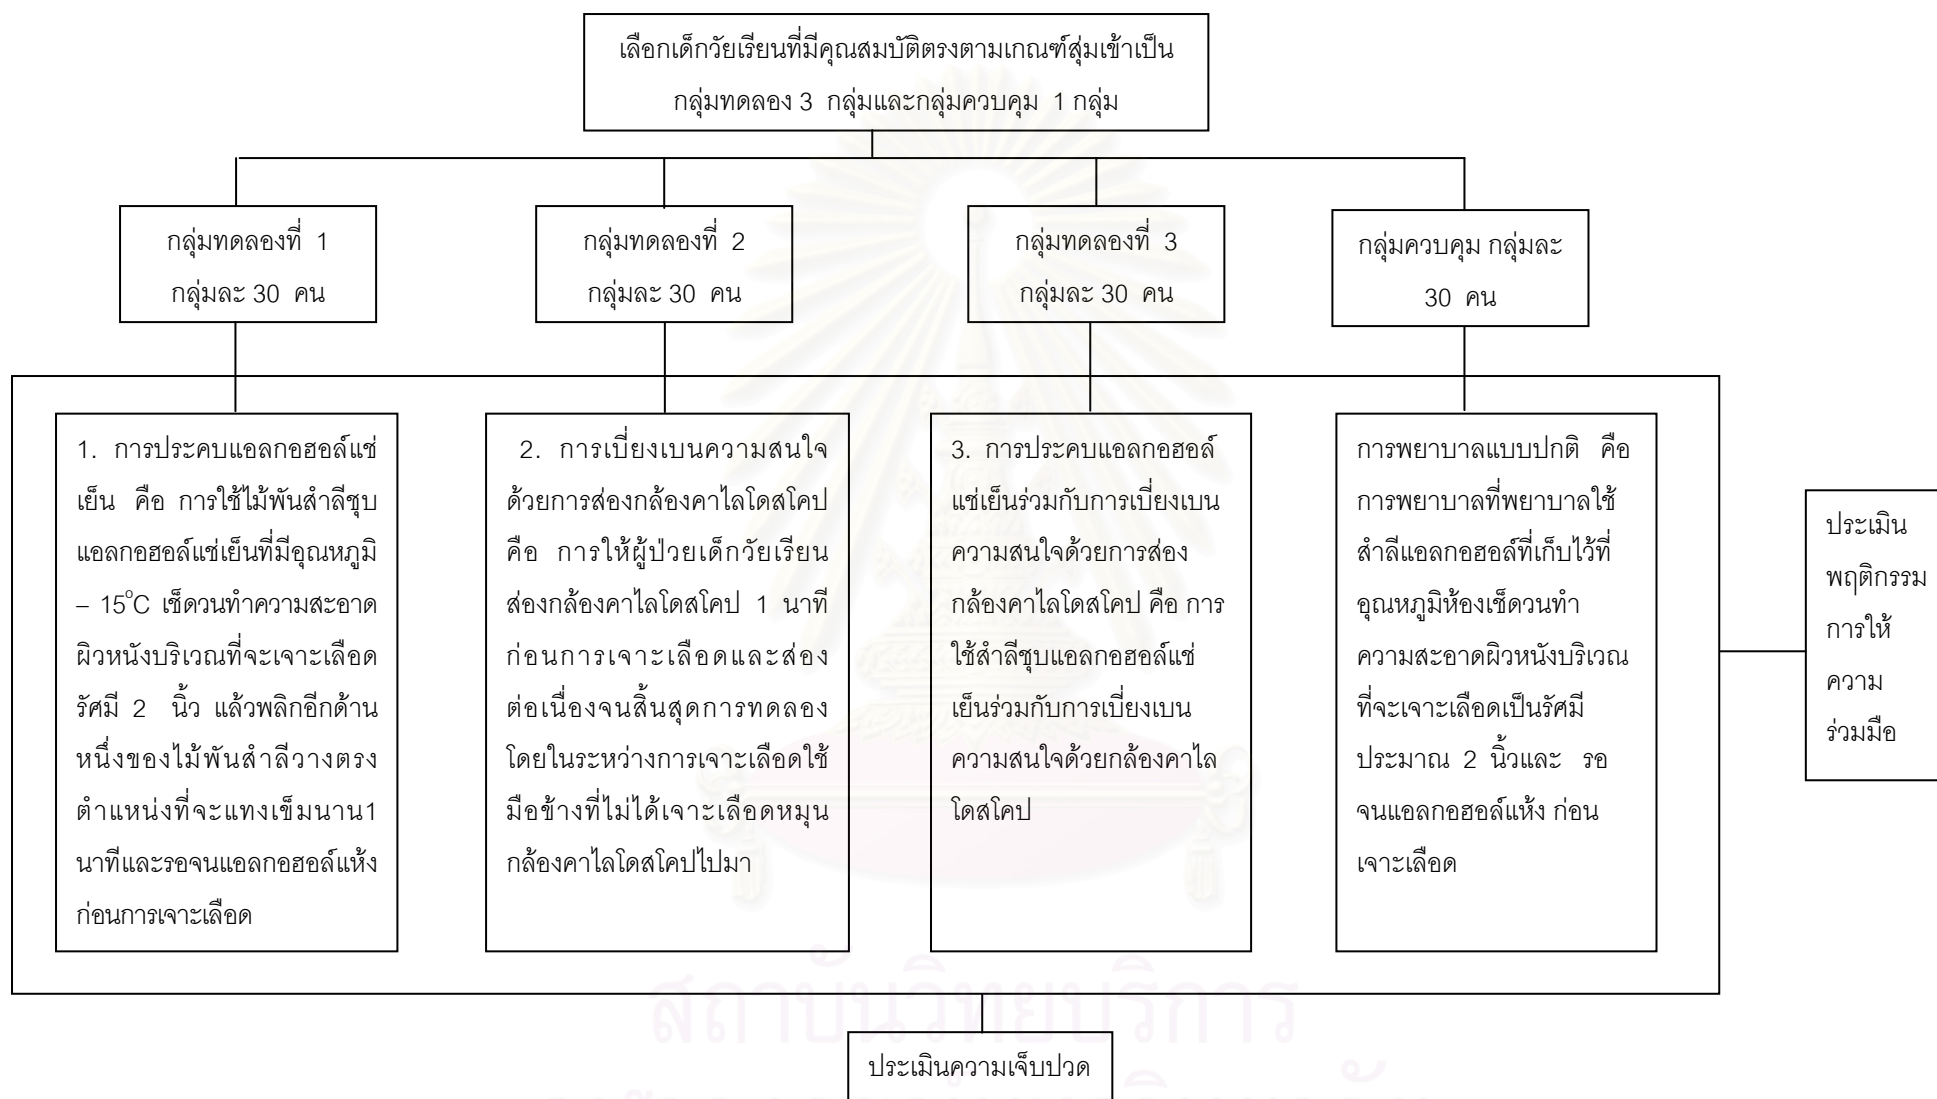 เลือกเด็กวัยเรียนที่มีคุณสมบัติตรงตามเกณฑ์สุ่มเข้าเป็น
กลุ่มทดลอง 3 กลุ่มและกลุ่มควบคุม 1 กลุ่ม
กลุ่มทดลองที่ 1
กลุ่มละ 30 คน
กลุ่มทดลองที่ 2
กลุ่มละ 30 คน
กลุ่มทดลองที่ 3
กลุ่มละ 30 คน
กลุ่มควบคุม กลุ่มละ
30 คน
1. การประคบแอลกอฮอล์แช่
เย็น คือ การใช้ไม้พันสำลีชุบ
แอลกอฮอล์แช่เย็นที่มีอุณหภูมิ
– 15°C เช็ดวนทำความสะอาด
ผิวหนังบริเวณที่จะเจาะเลือด
รัศมี 2 นิ้ว แล้วพลิกอีกด้าน
หนึ่งของไม้พันสำลีวางตรง
ตำแหน่งที่จะแทงเข็มนาน1
นาทีและรอจนแอลกอฮอล์แห้ง
ก่อนการเจาะเลือด
2. การเบี่ยงเบนความสนใจ
ด้วยการส่องกล้องคาไลโดสโคป
คือ การให้ผู้ป่วยเด็กวัยเรียน
ส่องกล้องคาไลโดสโคป 1 นาที
ก่อนการเจาะเลือดและส่อง
ต่อเนื่องจนสิ้นสุดการทดลอง
โดยในระหว่างการเจาะเลือดใช้
มือข้างที่ไม่ได้เจาะเลือดหมุน
กล้องคาไลโดสโคปไปมา
3. การประคบแอลกอฮอล์
แช่เย็นร่วมกับการเบี่ยงเบน
ความสนใจด้วยการส่อง
กล้องคาไลโดสโคป คือ การ
ใช้สำลีชุบแอลกอฮอล์แช่
เย็นร่วมกับการเบี่ยงเบน
ความสนใจด้วยกล้องคาไล
โดสโคป
การพยาบาลแบบปกติ คือ
การพยาบาลที่พยาบาลใช้
สำลีแอลกอฮอล์ที่เก็บไว้ที่
อุณหภูมิห้องเช็ดวนทำ
ความสะอาดผิวหนังบริเวณ
ที่จะเจาะเลือดเป็นรัศมี
ประมาณ 2 นิ้วและ รอ
จนแอลกอฮอล์แห้ง ก่อน
เจาะเลือด
ประเมิน
พฤติกรรม
การให้
ความ
ร่วมมือ
สถาบันวิทยบริการ
ประเมินความเจ็บปวด